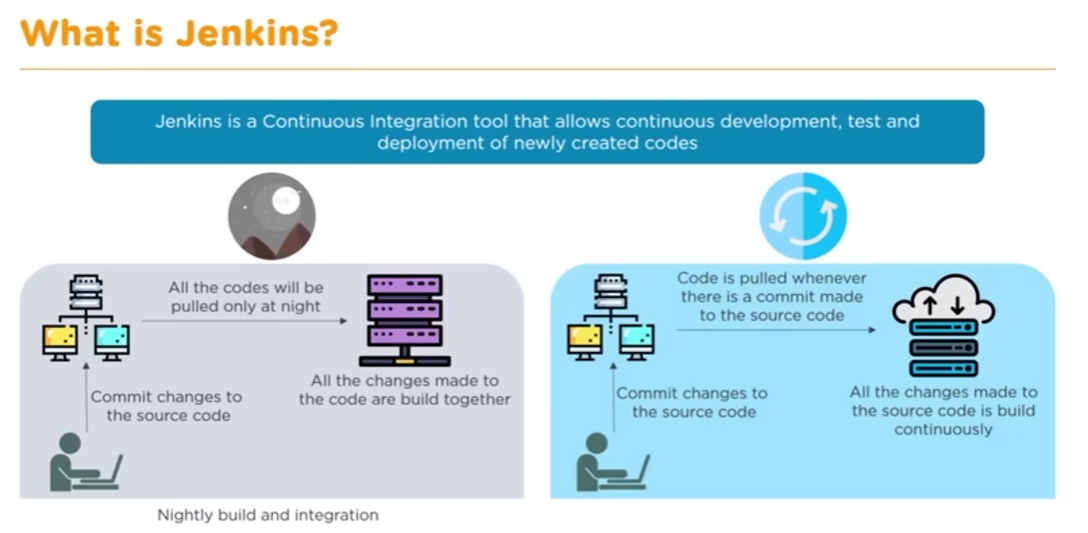 What is Jenkins?
Jenkins is a Continuous Integration tool that allows continuous development, test and
deployment of newly created codes
All the codes will be
pulled only at night
Commit changes to
the source code
All the changes made to
the code are build together
Nightly build and integration
Code is pulled whenever
there is a commit made
to the source code
Commit changes to
the source code
All the changes made to
the source code is build
continuously